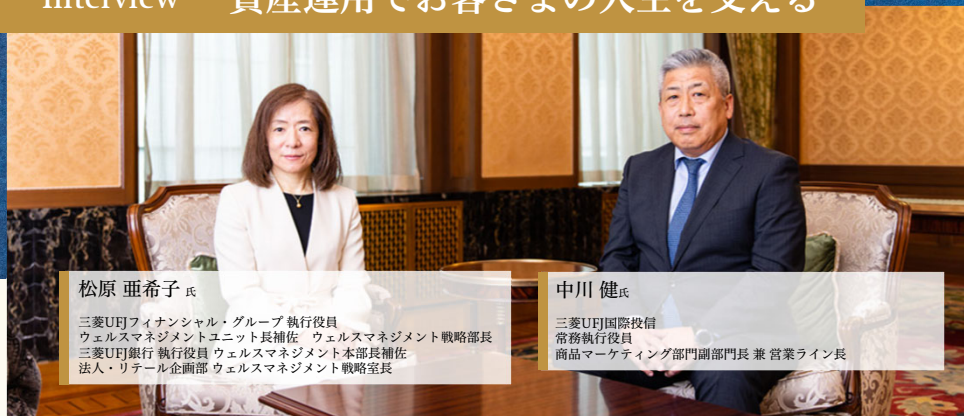 Interview 資産運用でお客さまの人生を支える
松原 亜希子 氏
三菱UFJフィナンシャル・グループ 執行役員
ウェルスマネジメントユニット長補佐　ウェルスマネジメント戦略部長
三菱UFJ銀行 執行役員 ウェルスマネジメント本部長補佐
法人・リテール企画部 ウェルスマネジメント戦略室長
中川 健氏
三菱UFJ国際投信
常務執行役員
商品マーケティング部門副部門長 兼 営業ライン長